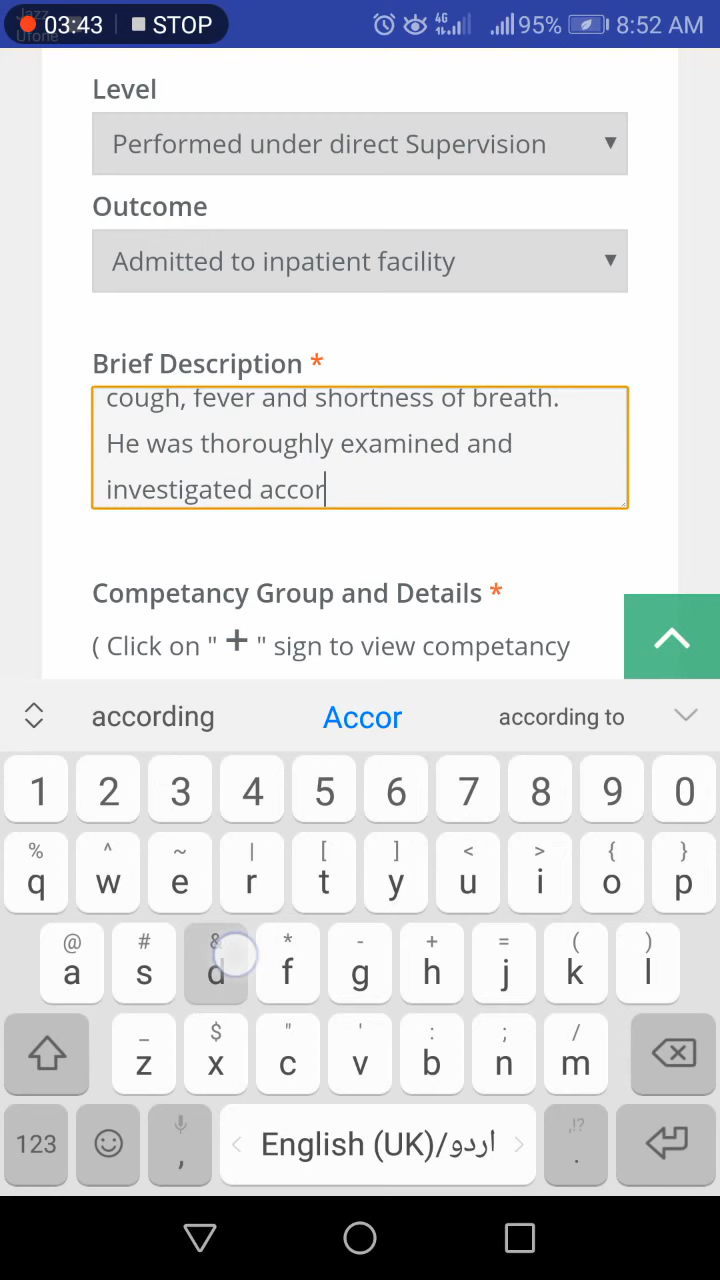 Jazz
Ufone
03:43 STOP 4G 95% 8:52 AM
Level
Performed under direct Supervision
Outcome
Admitted to inpatient facility
Brief Description *
cough, fever and shortness of breath.
He was thoroughly examined and
investigated accor
Competancy Group and Details *
( Click on " + " sign to view competancy
according Accor according to
1 2 3 4 5 6 7 8 9 0
% ^ ~ | [ ] < > { }
q w e r t y u i o p
@ # & * - + = ( )
a s d f g h j k l
_ $ " ' : ; /
z x c v b n m
,!?
123 , English (UK)/اردو .